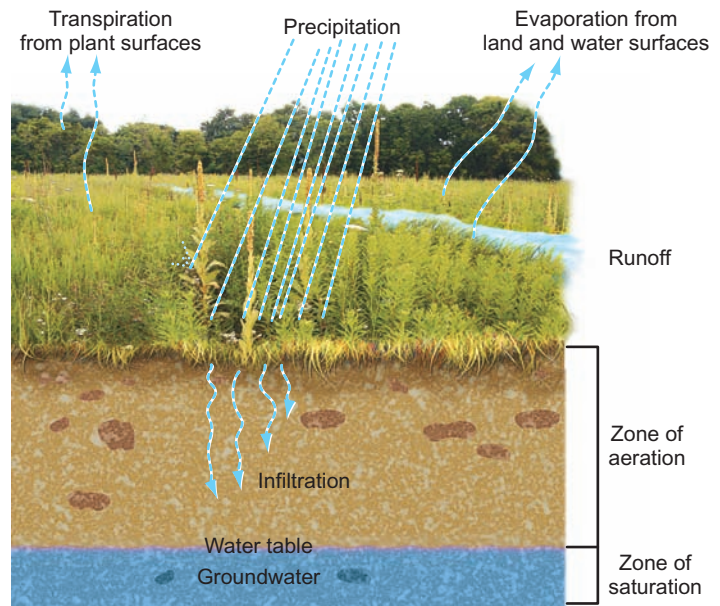 Transpiration
from plant surfaces
Precipitation
Evaporation from
land and water surfaces
Runoff
Zone of
aeration
Infiltration
Water table
Groundwater
Zone of
saturation